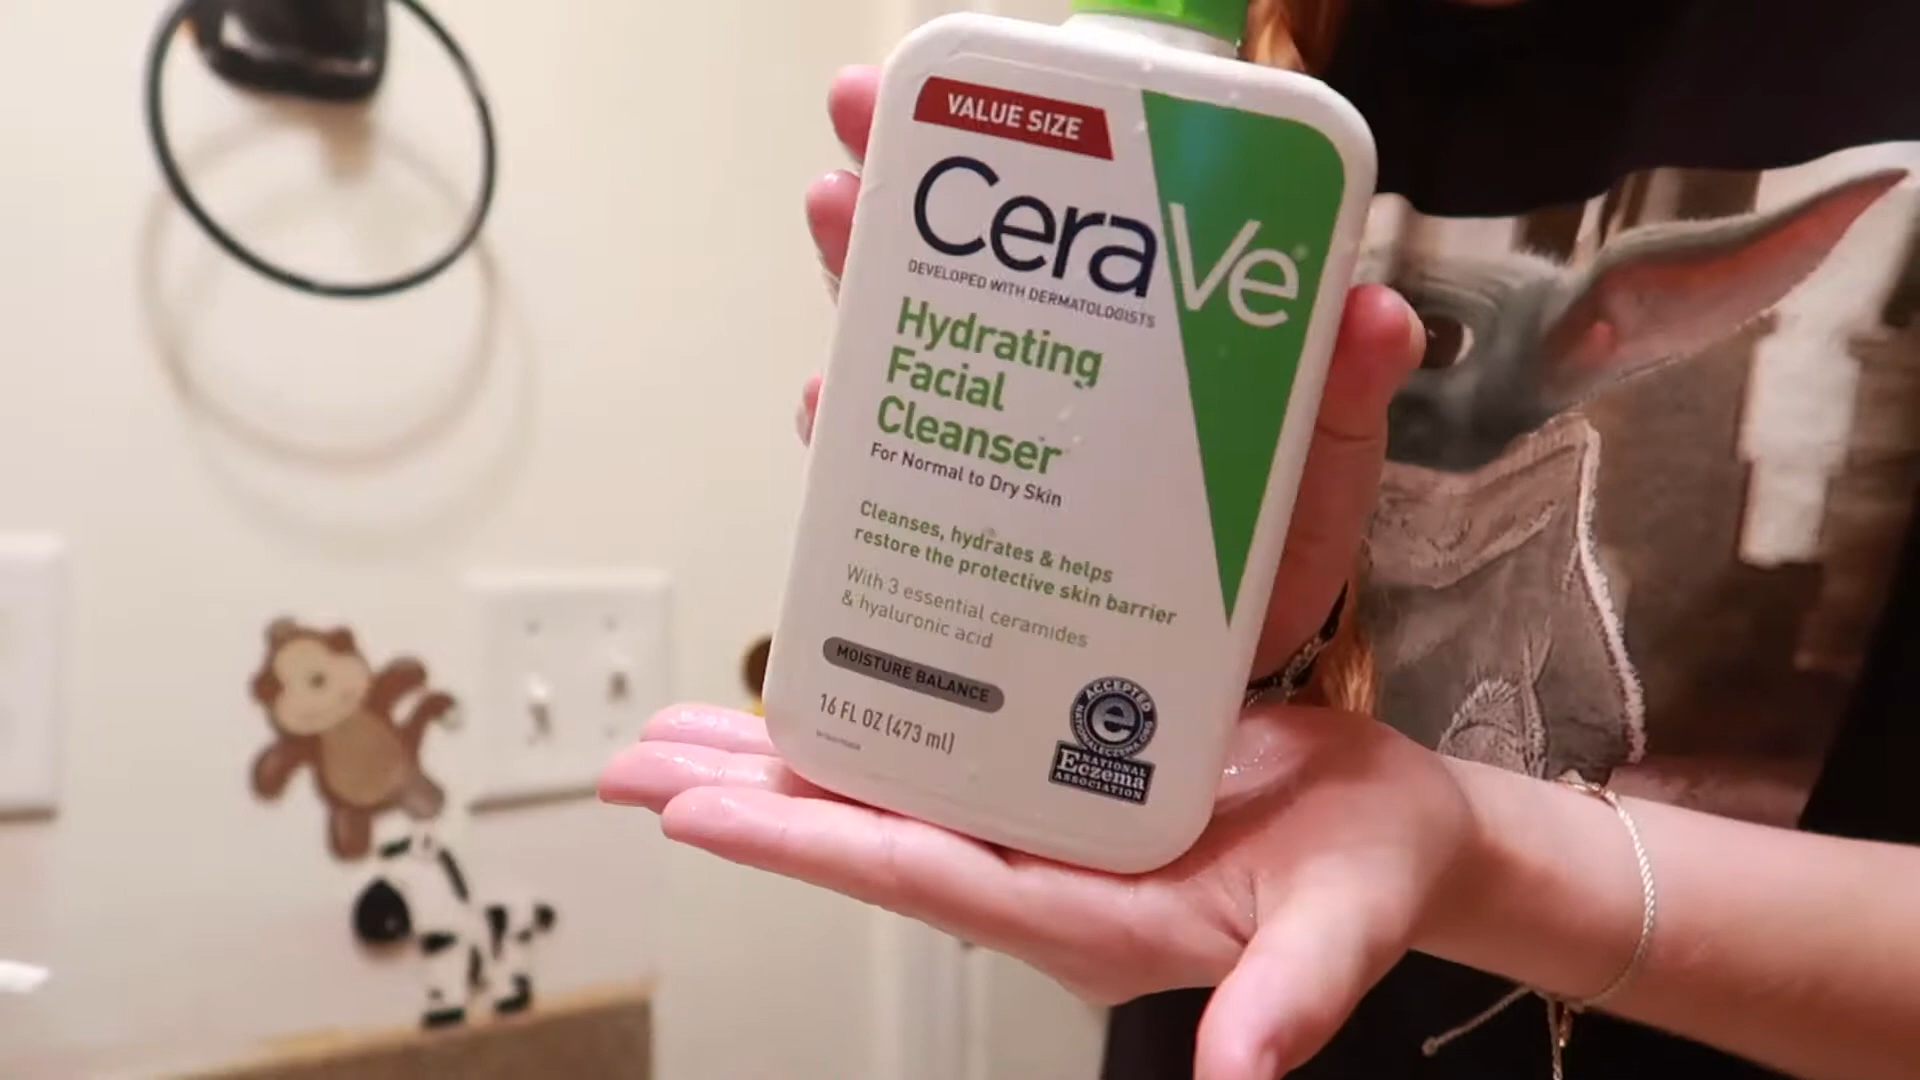 VALUE SIZE
CeraVe®
DEVELOPED WITH DERMATOLOGISTS
Hydrating
Facial
Cleanser
For Normal to Dry Skin
Cleanses, hydrates & helps
restore the protective skin barrier
With 3 essential ceramides
& hyaluronic acid
MOISTURE BALANCE
16 FL OZ (473 ml)
ACCEPTED
e
NATIONAL
Eczema
ASSOCIATION